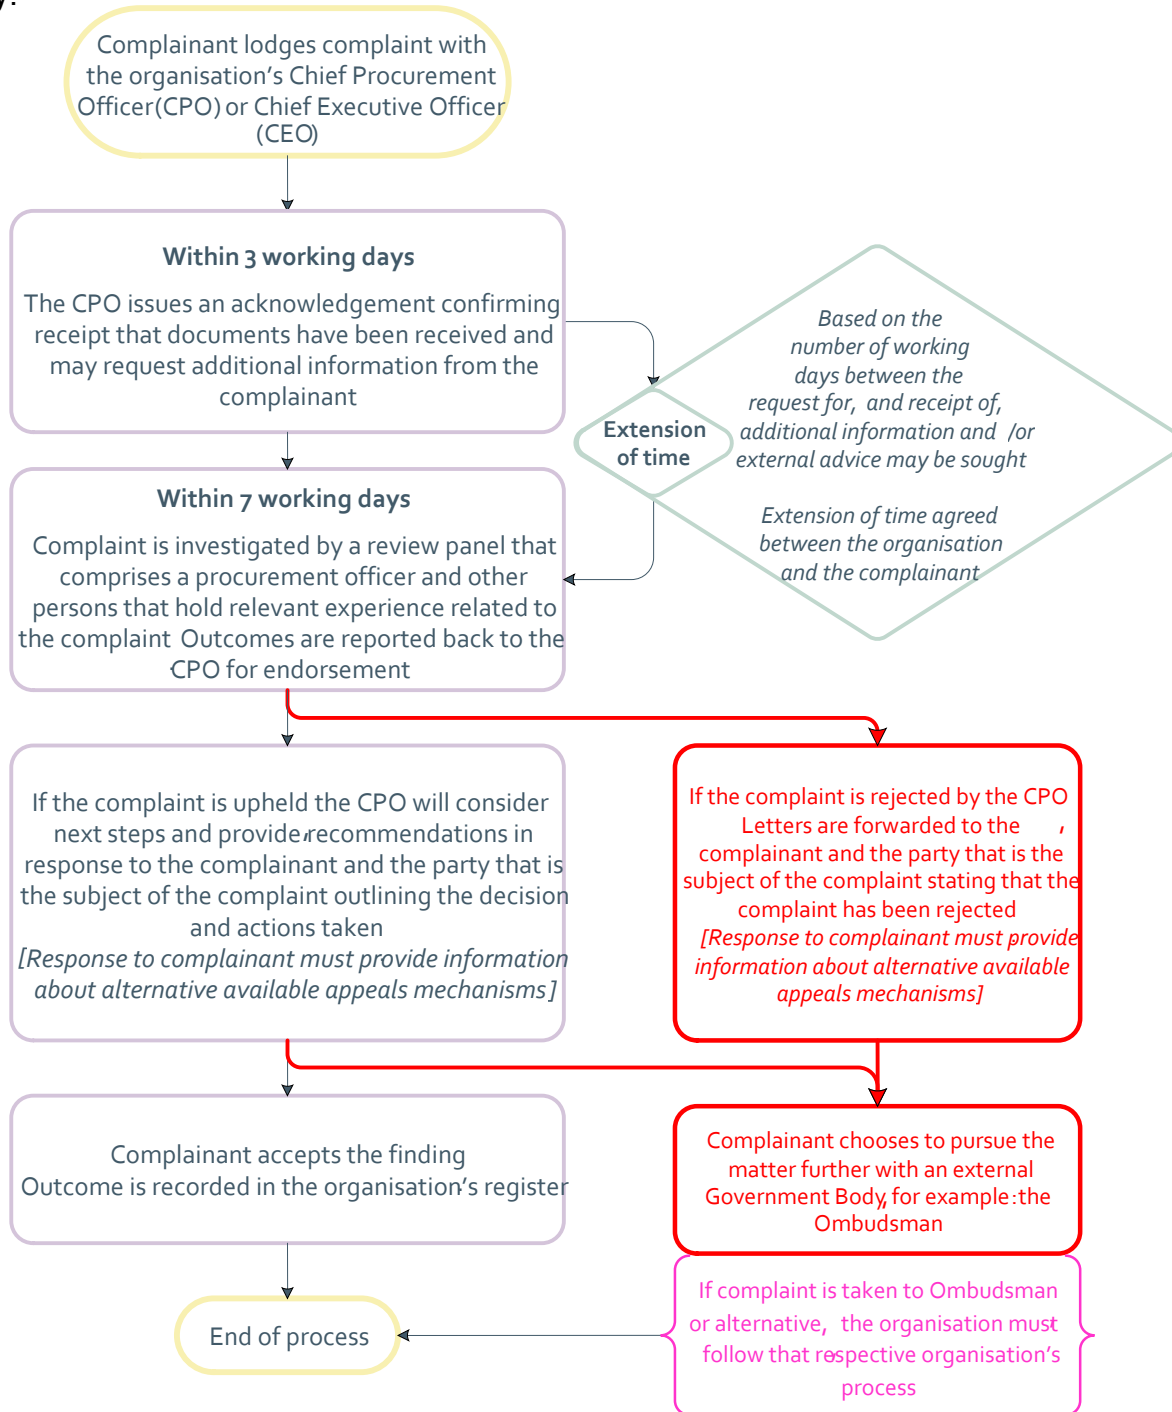 y.
Complainant lodges complaint with
the organisation’s Chief Procurement
Officer(CPO) or Chief Executive Officer
(CEO)
Within 3 working days
The CPO issues an acknowledgement confirming
receipt that documents have been received and
may request additional information from the
complainant
Based on the
number of working
days between the
request for, and receipt of,
additional information and /or
external advice may be sought
Extension of time agreed
between the organisation
and the complainant
Extension
of time
Within 7 working days
Complaint is investigated by a review panel that
comprises a procurement officer and other
persons that hold relevant experience related to
the complaint Outcomes are reported back to the
CPO for endorsement
If the complaint is upheld the CPO will consider
next steps and provide, recommendations in
response to the complainant and the party that is
the subject of the complaint outlining the decision
and actions taken
[Response to complainant must provide information
about alternative available appeals mechanisms]
If the complaint is rejected by the CPO
Letters are forwarded to the ,
complainant and the party that is the
subject of the complaint stating that the
complaint has been rejected
[Response to complainant must provide
information about alternative available
appeals mechanisms]
Complainant accepts the finding
Outcome is recorded in the organisation’s register
Complainant chooses to pursue the
matter further with an external
Government Body, for example:the
Ombudsman
If complaint is taken to Ombudsman
or alternative, the organisation must
follow that respective organisation’s
process
End of process